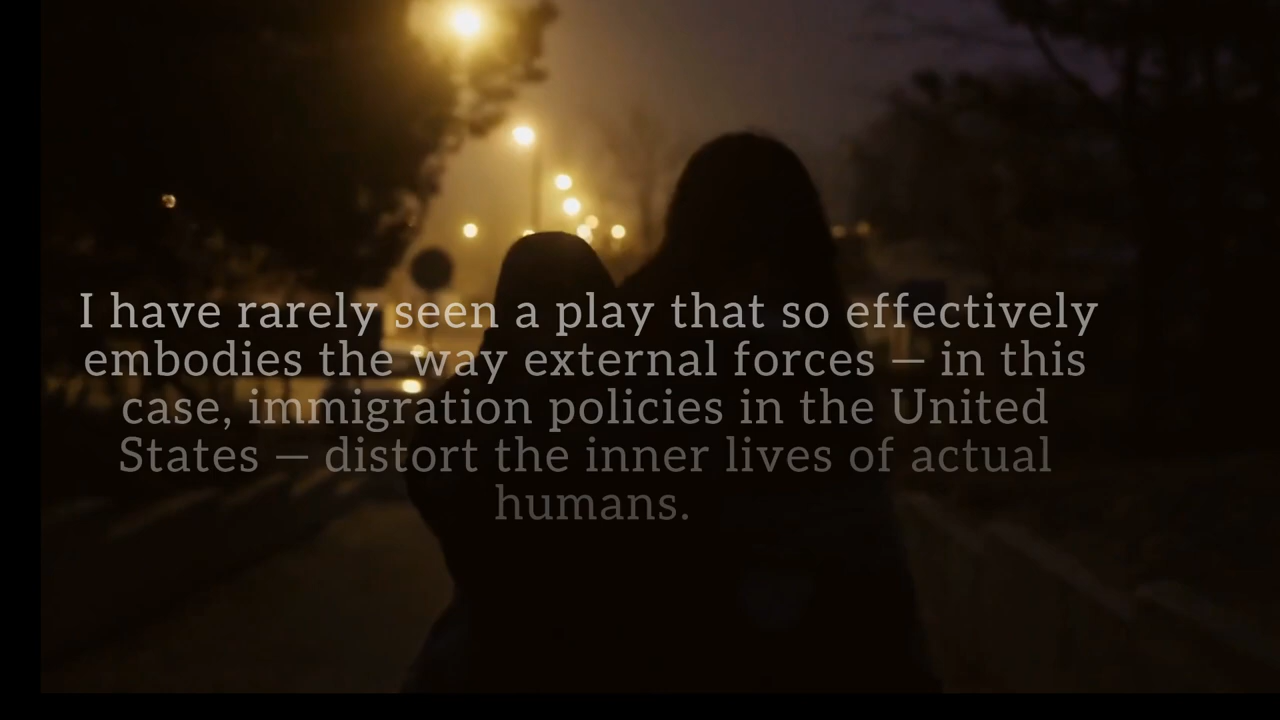 I have rarely seen a play that so effectively
embodies the way external forces — in this
case, immigration policies in the United
States — distort the inner lives of actual
humans.